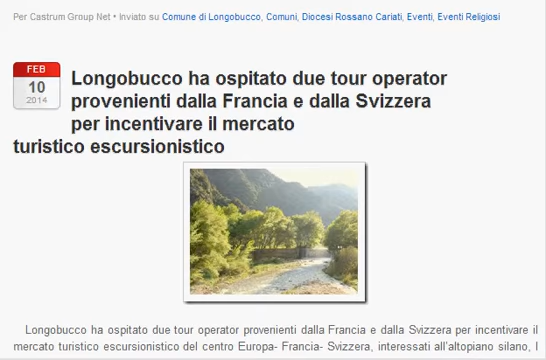 Per Castrum Group Net • Inviato su Comune di Longobucco, Comuni, Diocesi Rossano Cariati, Eventi, Eventi Religiosi
FEB
10
2014
Longobucco ha ospitato due tour operator
provenienti dalla Francia e dalla Svizzera
per incentivare il mercato
turistico escursionistico
Longobucco ha ospitato due tour operator provenienti dalla Francia e dalla Svizzera per incentivare il
mercato turistico escursionistico del centro Europa- Francia- Svizzera, interessati all'altopiano silano, I